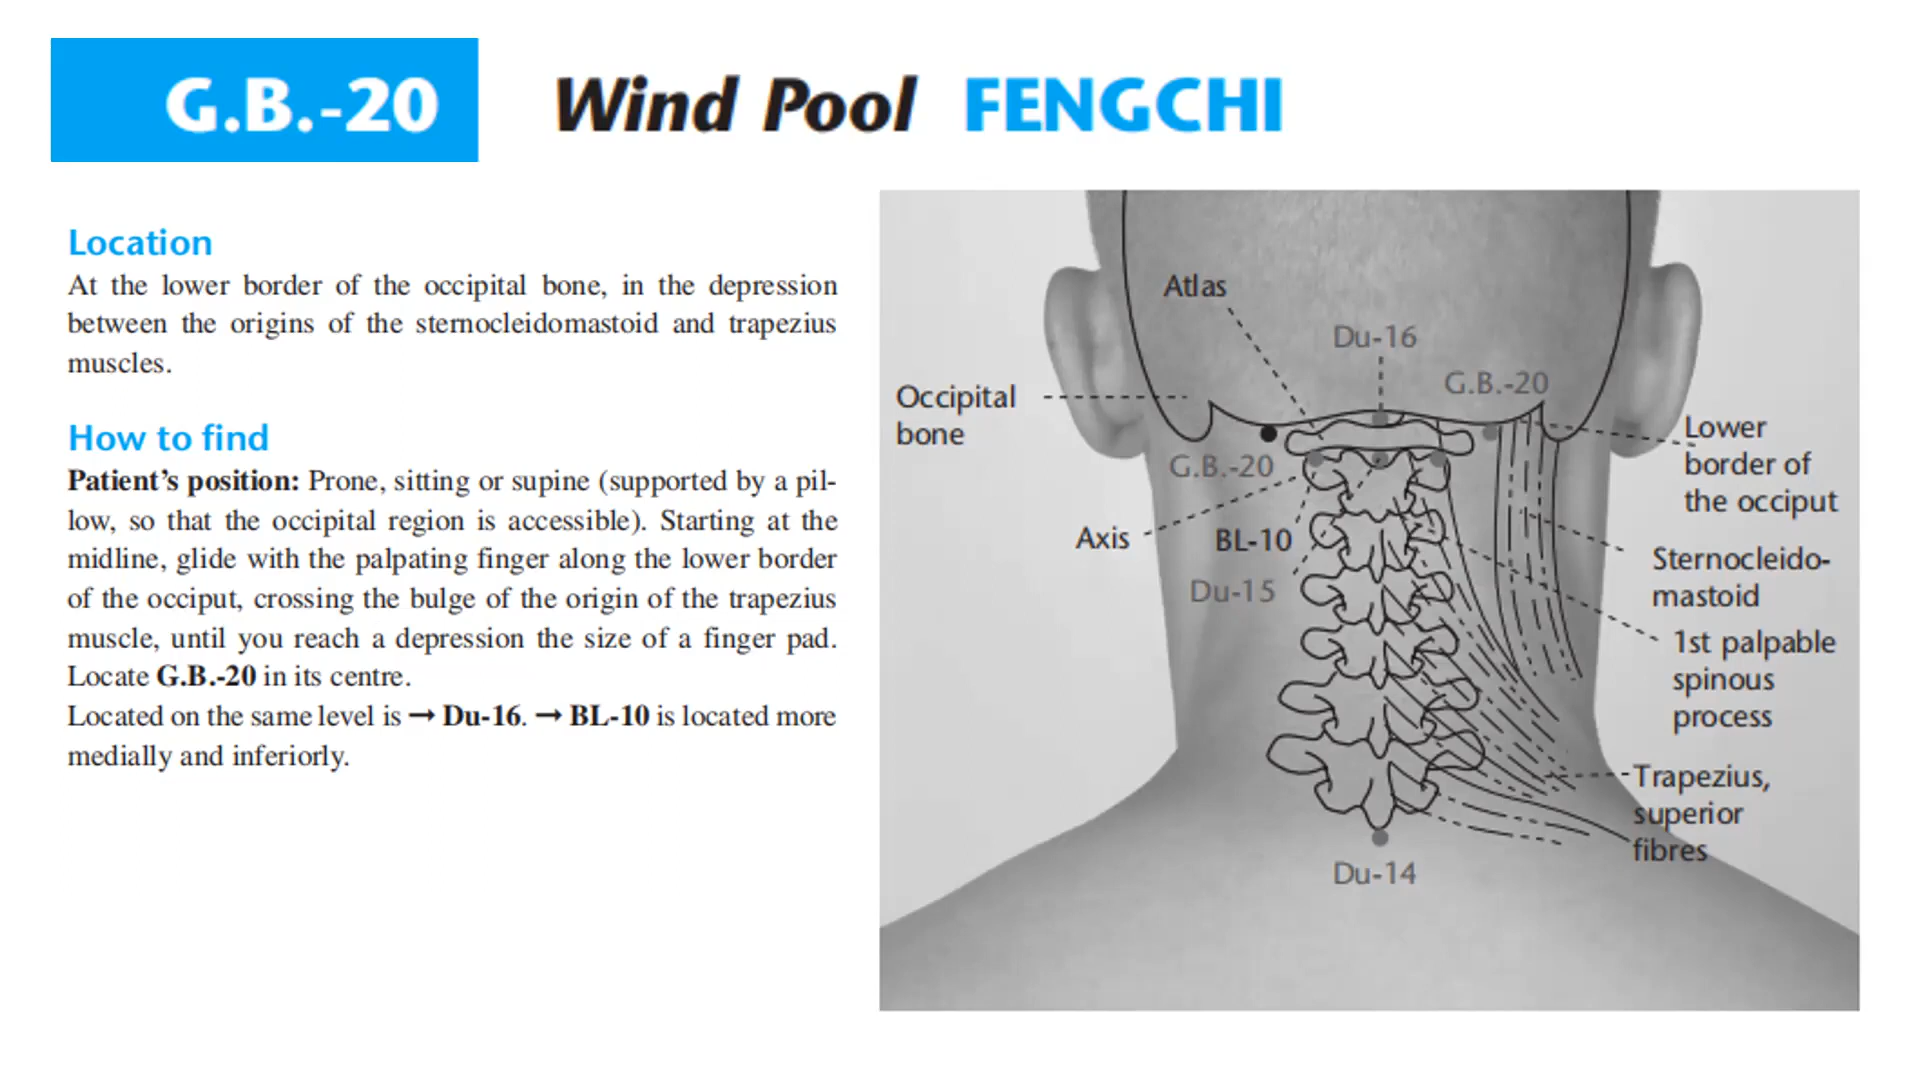 G.B.-20 Wind Pool FENGCHI
Location
At the lower border of the occipital bone, in the depression
between the origins of the sternocleidomastoid and trapezius
muscles.
How to find
Patient’s position: Prone, sitting or supine (supported by a pil-
low, so that the occipital region is accessible). Starting at the
midline, glide with the palpating finger along the lower border
of the occiput, crossing the bulge of the origin of the trapezius
muscle, until you reach a depression the size of a finger pad.
Locate G.B.-20 in its centre.
Located on the same level is → Du-16. → BL-10 is located more
medially and inferiorly.
Atlas
Du-16
G.B.-20
Occipital
bone
Lower
border of
the occiput
G.B.-20
Axis
BL-10
Du-15
Sternocleido-
mastoid
1st palpable
spinous
process
Trapezius,
superior
fibres
Du-14